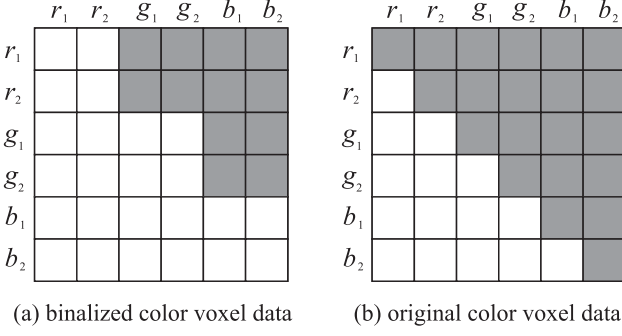 r₁ r₂ g₁ g₂ b₁ b₂ r₁ r₂ g₁ g₂ b₁ b₂
r₁ r₁
r₂ r₂
g₁ g₁
g₂ g₂
b₁ b₁
b₂ b₂
(a) binalized color voxel data (b) original color voxel data